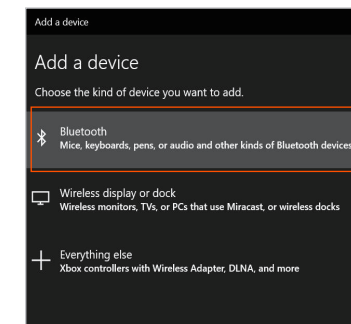 Add a device
Add a device
Choose the kind of device you want to add.
Bluetooth
Mice, keyboards, pens, or audio and other kinds of Bluetooth devices
Wireless display or dock
Wireless monitors, TVs, or PCs that use Miracast, or wireless docks
Everything else
Xbox controllers with Wireless Adapter, DLNA, and more